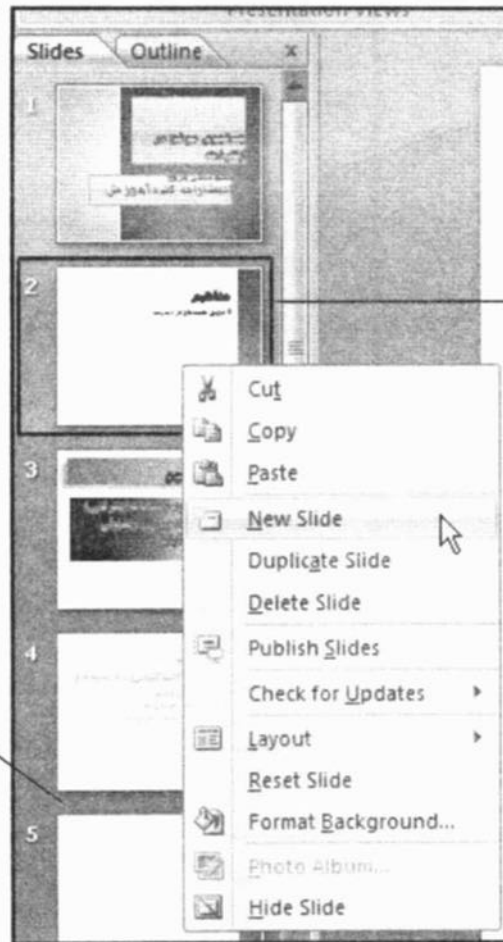 Presentation Views
Slides
Outline
x
1
2
مفاهیم
3
4
5
Cut
Copy
Paste
New Slide
Duplicate Slide
Delete Slide
Publish Slides
Check for Updates
Layout
Reset Slide
Format Background...
Photo Album...
Hide Slide